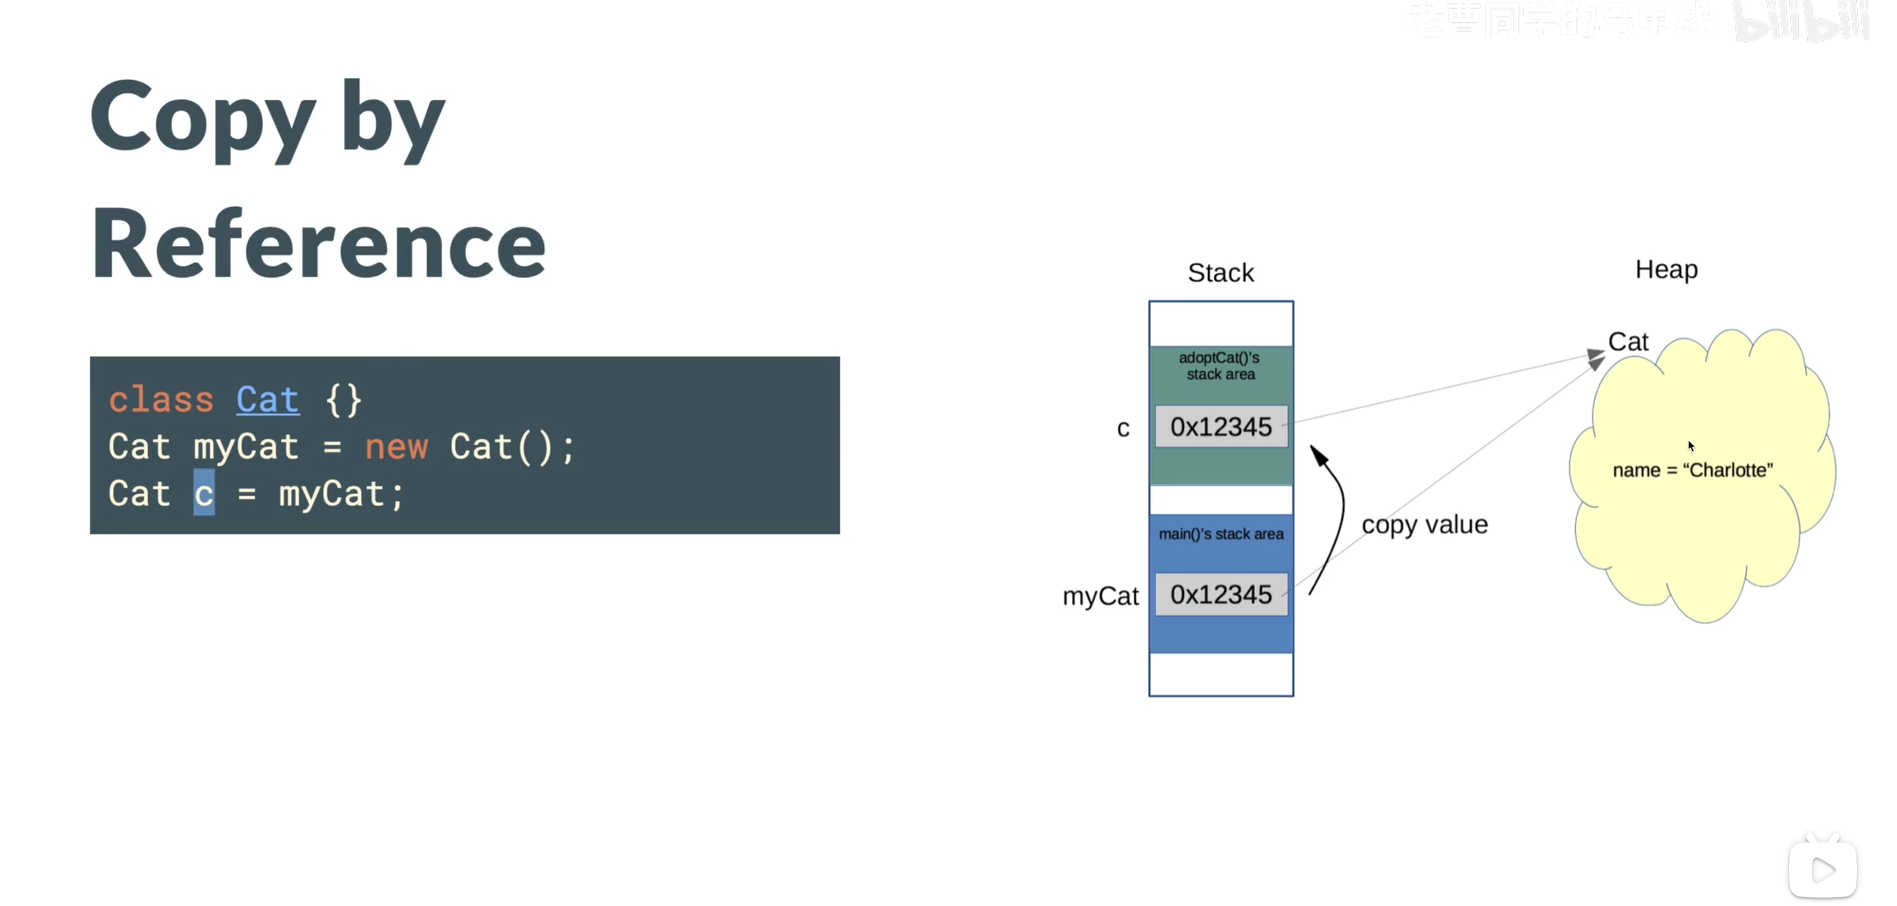 bilibili
Copy by
Reference
class Cat {}
Cat myCat = new Cat();
Cat c = myCat;
Stack
Heap
adoptCat()'s
stack area
c
0x12345
Cat
name = “Charlotte”
copy value
main()'s stack area
myCat
0x12345